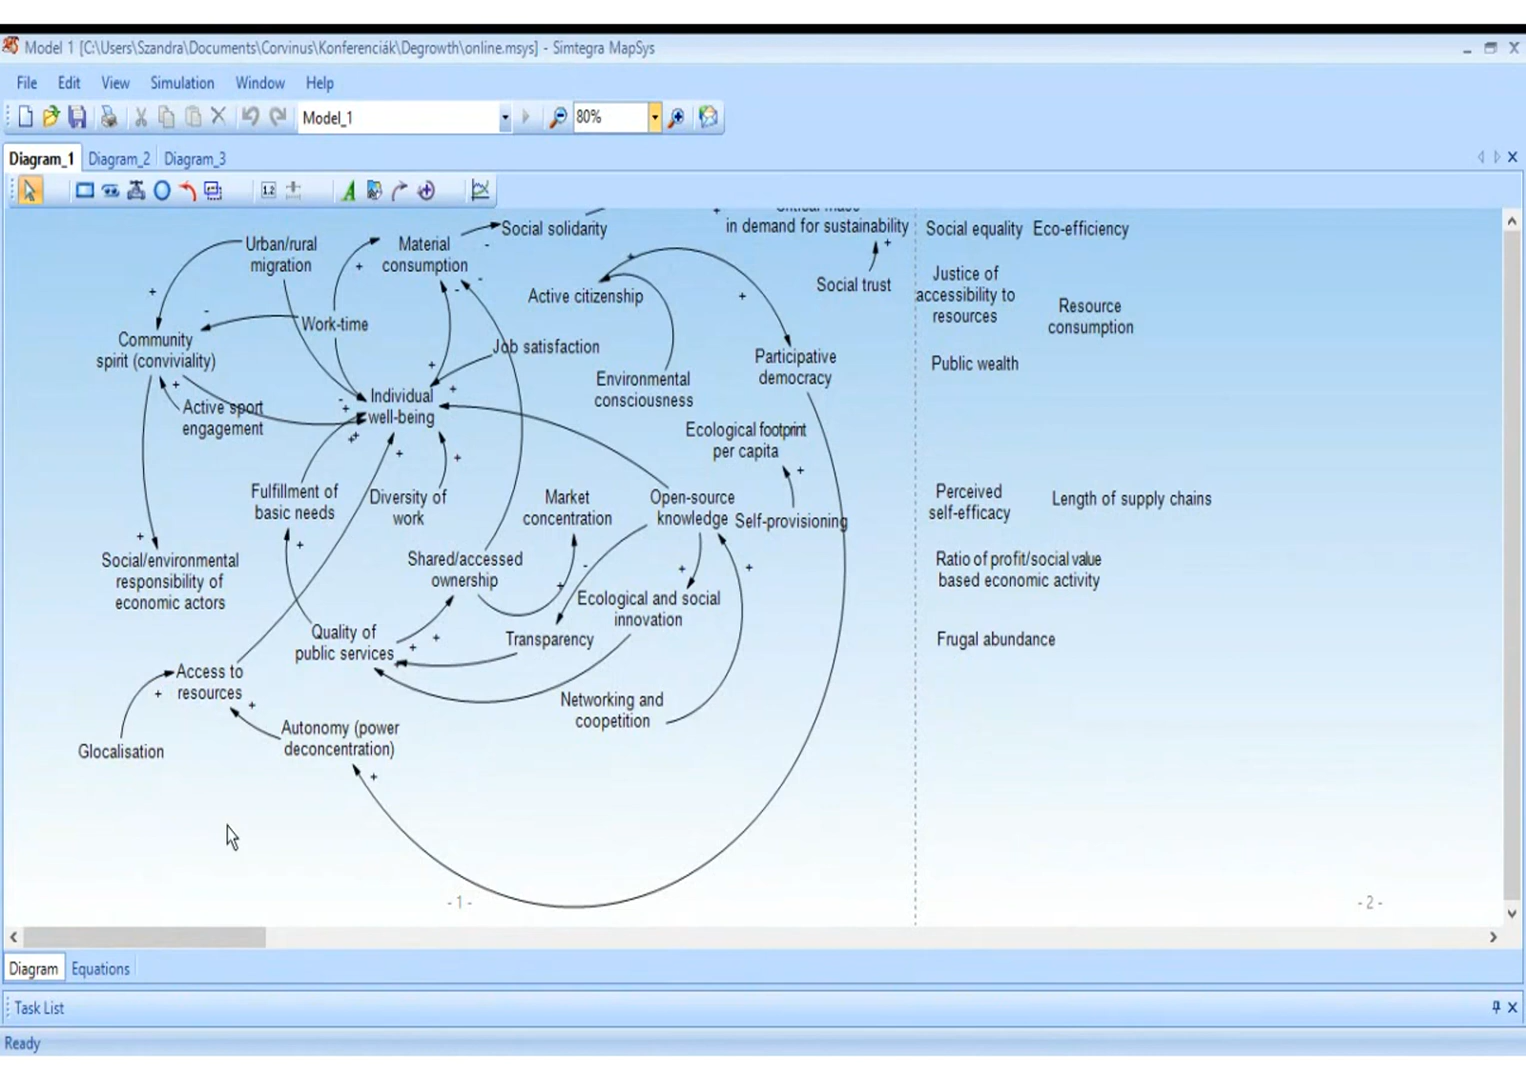 Model 1 [C:\Users\Szandra\Documents\Corvinus\Konferenciák\Degrowth\online.msys] - Simtegra MapSys
File Edit View Simulation Window Help
Model_1 80%
Diagram_1 Diagram_2 Diagram_3
1.2 A
Critical mass
in demand for sustainability
Social solidarity
Social equality Eco-efficiency
Urban/rural
migration
Material
consumption
Social trust
Active citizenship
Justice of
accessibility to
resources
Resource
consumption
Work-time
Community
spirit (conviviality)
Job satisfaction
Participative
democracy
Public wealth
Environmental
consciousness
Individual
well-being
Active sport
engagement
Ecological footprint
per capita
Fulfillment of
basic needs
Diversity of
work
Market
concentration
Open-source
knowledge
Self-provisioning
Perceived
self-efficacy
Length of supply chains
Social/environmental
responsibility of
economic actors
Shared/accessed
ownership
Ecological and social
innovation
Ratio of profit/social value
based economic activity
Quality of
public services
Transparency
Frugal abundance
Access to
resources
Networking and
coopetition
Glocalisation
Autonomy (power
deconcentration)
- 1 -
- 2 -
Diagram Equations
Task List
Ready